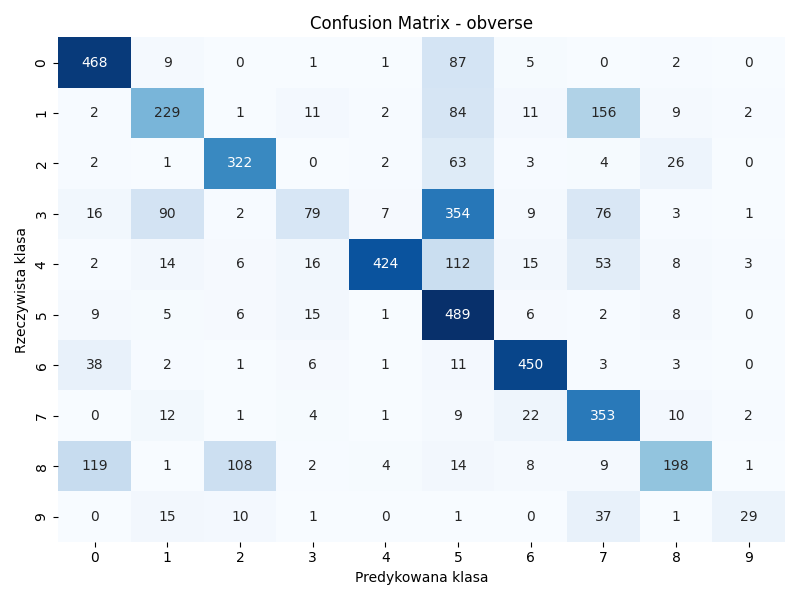 Confusion Matrix - obverse
Rzeczywista klasa
0 468 9 0 1 1 87 5 0 2 0
1 2 229 1 11 2 84 11 156 9 2
2 2 1 322 0 2 63 3 4 26 0
3 16 90 2 79 7 354 9 76 3 1
4 2 14 6 16 424 112 15 53 8 3
5 9 5 6 15 1 489 6 2 8 0
6 38 2 1 6 1 11 450 3 3 0
7 0 12 1 4 1 9 22 353 10 2
8 119 1 108 2 4 14 8 9 198 1
9 0 15 10 1 0 1 0 37 1 29
0 1 2 3 4 5 6 7 8 9
Predykowana klasa